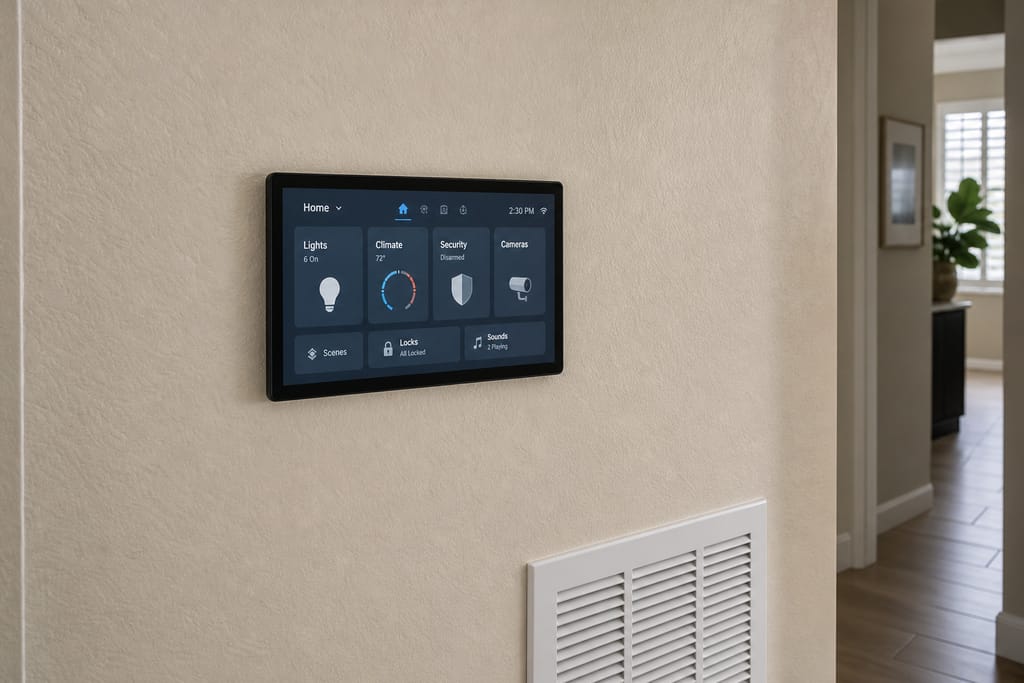 Home
2:30 PM
Lights
6 On
Climate
72°
Security
Disarmed
Cameras
Scenes
Locks
All Locked
Sounds
2 Playing